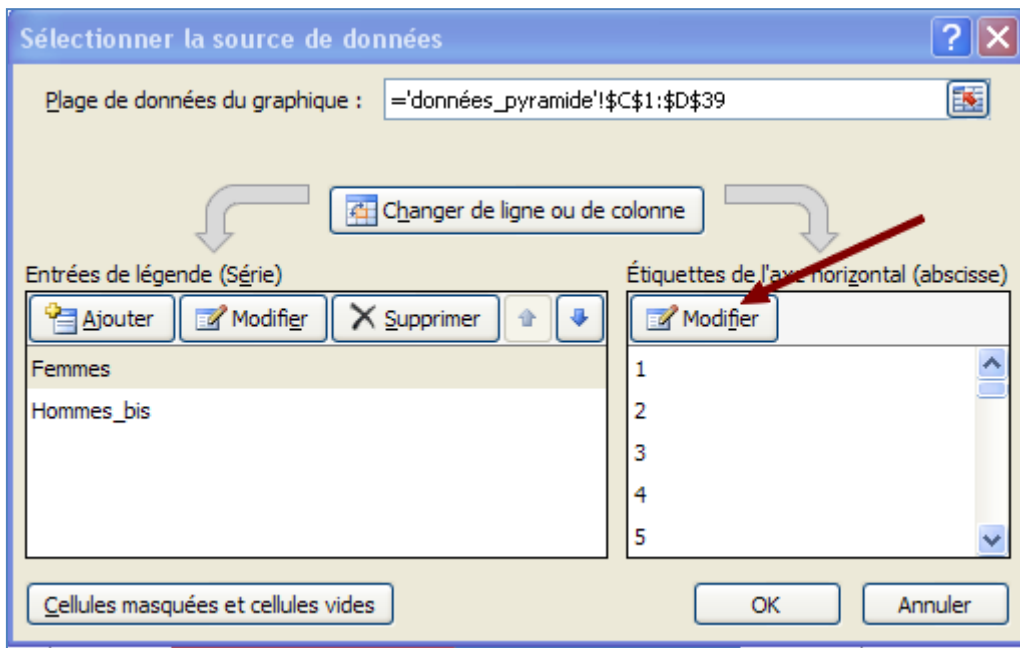 Sélectionner la source de données
Plage de données du graphique : ='données_pyramide'!$C$1:$D$39
Changer de ligne ou de colonne
Entrées de légende (Série)
Ajouter Modifier Supprimer
Femmes
Hommes_bis
Étiquettes de l'axe horizontal (abscisse)
Modifier
1
2
3
4
5
Cellules masquées et cellules vides
OK Annuler